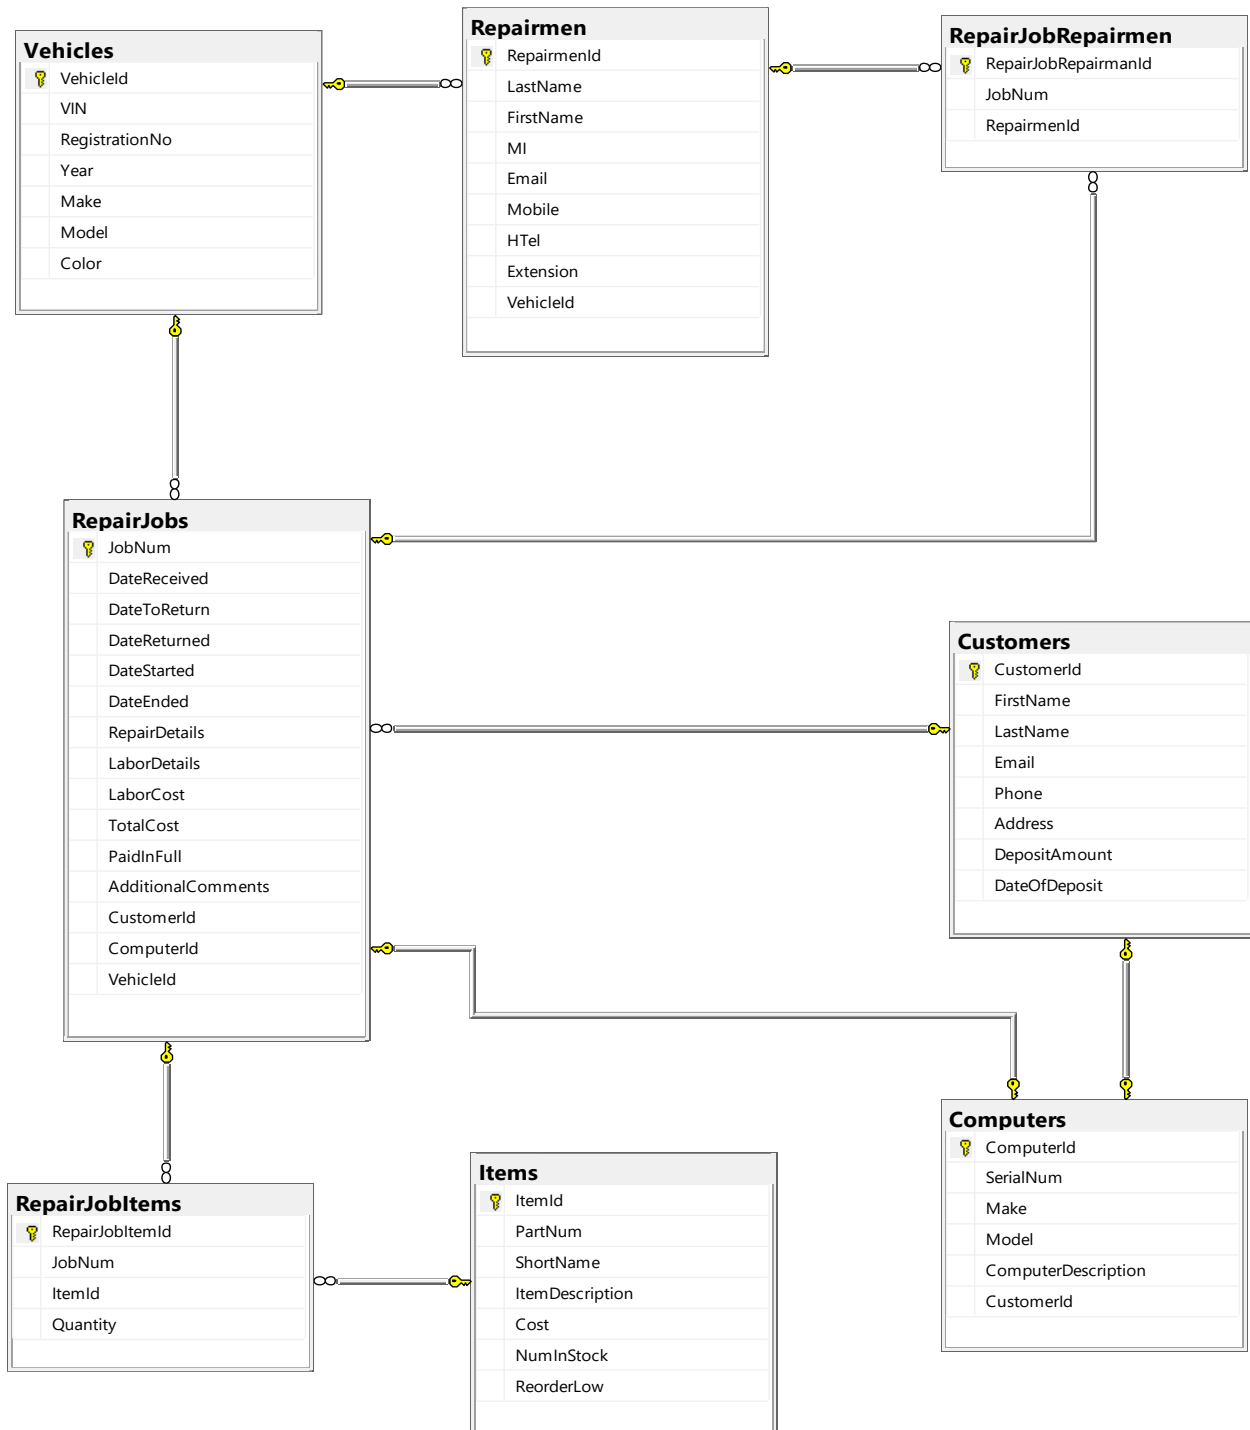 Vehicles
VehicleId
VIN
RegistrationNo
Year
Make
Model
Color
Repairmen
RepairmenId
LastName
FirstName
MI
Email
Mobile
HTel
Extension
VehicleId
RepairJobRepairmen
RepairJobRepairmanId
JobNum
RepairmenId
RepairJobs
JobNum
DateReceived
DateToReturn
DateReturned
DateStarted
DateEnded
RepairDetails
LaborDetails
LaborCost
TotalCost
PaidInFull
AdditionalComments
CustomerId
ComputerId
VehicleId
Customers
CustomerId
FirstName
LastName
Email
Phone
Address
DepositAmount
DateOfDeposit
Computers
ComputerId
SerialNum
Make
Model
ComputerDescription
CustomerId
RepairJobItems
RepairJobItemId
JobNum
ItemId
Quantity
Items
ItemId
PartNum
ShortName
ItemDescription
Cost
NumInStock
ReorderLow